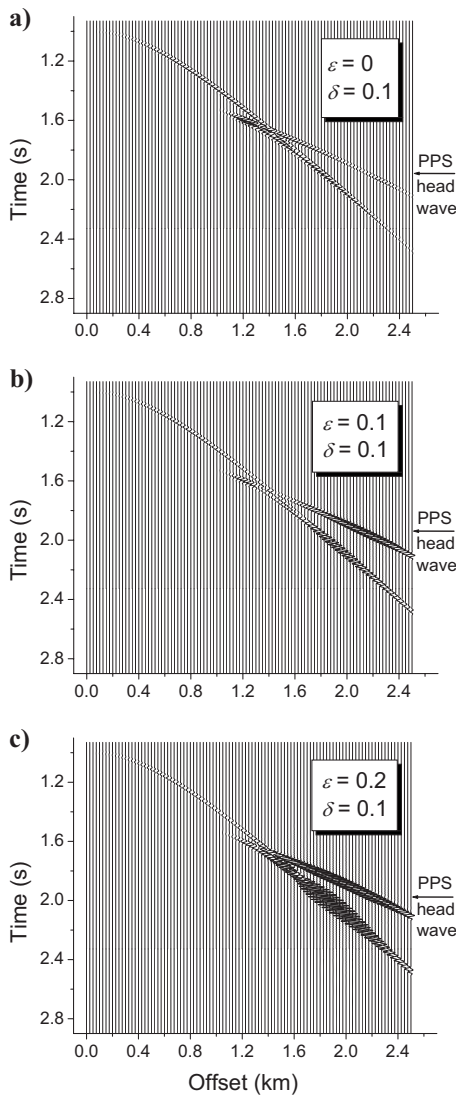 a)
1.0
1.6
2.0
2.4
2.8
Time (s)
ε = 0
δ = 0.1
PPS
head
wave
0.0 0.4 0.8 1.2 1.6 2.0 2.4
b)
1.2
1.6
2.0
2.4
2.8
Time (s)
ε = 0.1
δ = 0.1
PPS
head
wave
0.0 0.4 0.8 1.2 1.6 2.0 2.4
c)
1.2
1.6
2.0
2.4
2.8
Time (s)
ε = 0.2
δ = 0.1
PPS
head
wave
0.0 0.4 0.8 1.2 1.6 2.0 2.4
Offset (km)